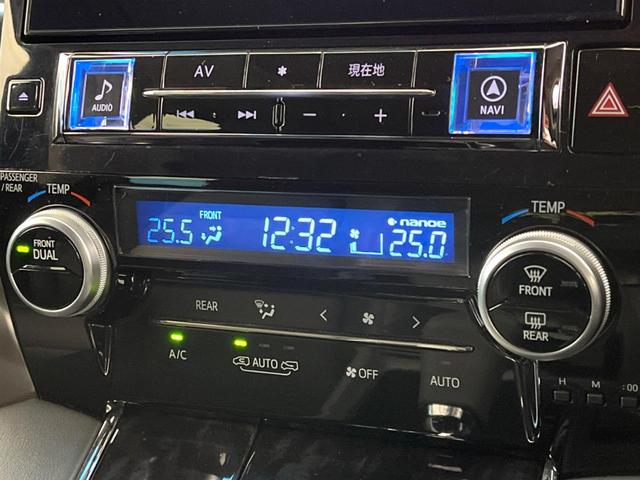 AV
現在地
AUDIO
NAVI
PASSENGER
/ REAR
TEMP
TEMP
FRONT
nanoe
25.5
12:32
25.0
FRONT
DUAL
FRONT
REAR
REAR
A/C
AUTO
OFF
AUTO
H
M
:00